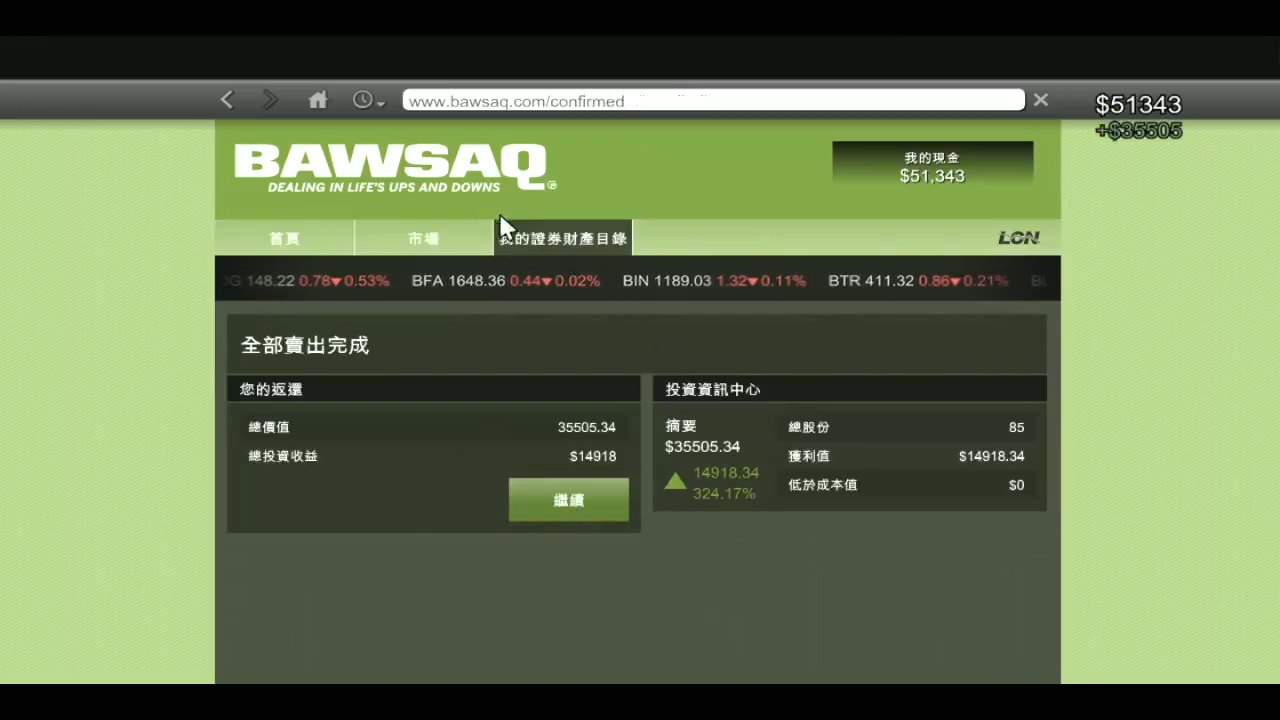 www.bawsaq.com/confirmed
$51343
+$35505
BAWSAQ
DEALING IN LIFE'S UPS AND DOWNS
我的現金
$51,343
首頁
市場
我的證券財產目錄
LCN
148.22 0.78▼0.53% BFA 1648.36 0.44▼0.02% BIN 1189.03 1.32▼0.11% BTR 411.32 0.86▼0.21%
全部賣出完成
您的返還
總價值 35505.34
總投資收益 $14918
繼續
投資資訊中心
摘要
$35505.34
14918.34
324.17%
總股份 85
獲利值 $14918.34
低於成本值 $0